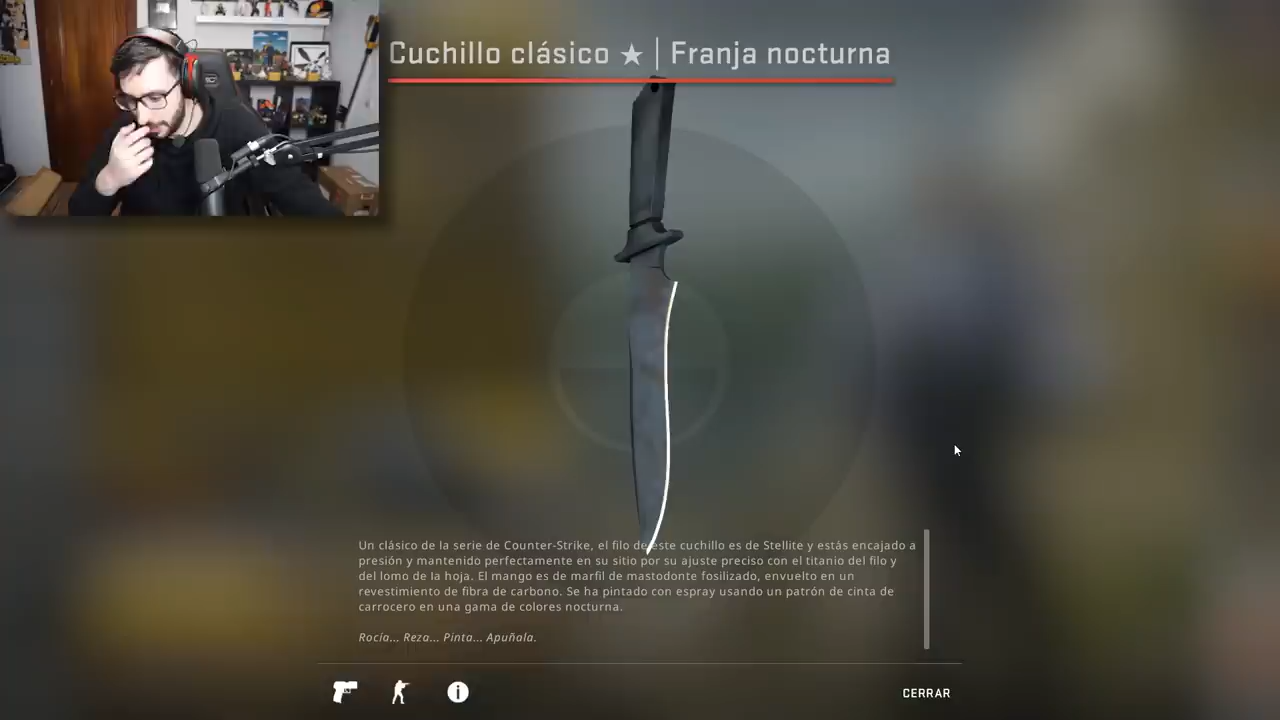 Cuchillo clásico ★ | Franja nocturna
Un clásico de la serie de Counter-Strike, el filo de este cuchillo es de Stellite y estás encajado a
presión y mantenido perfectamente en su sitio por su ajuste preciso con el titanio del filo y
del lomo de la hoja. El mango es de marfil de mastodonte fosilizado, envuelto en un
revestimiento de fibra de carbono. Se ha pintado con espray usando un patrón de cinta de
carrocero en una gama de colores nocturna.
Rocía... Reza... Pinta... Apuñala.
CERRAR